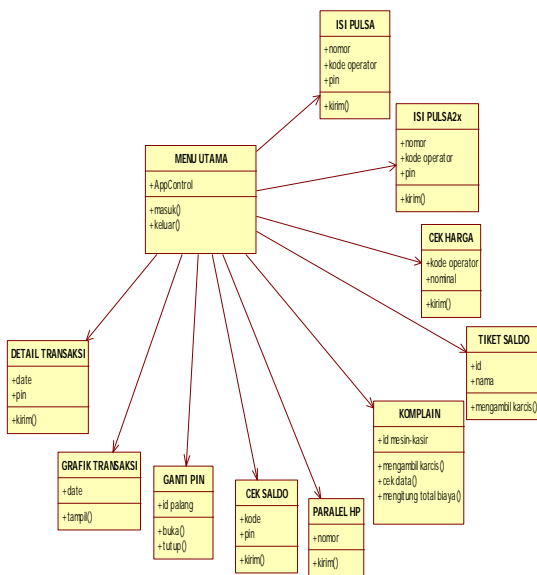 ISI PULSA
+nomor
+kode operator
+pin
+kirim()
ISI PULSA2x
+nomor
+kode operator
+pin
+kirim()
MENU UTAMA
+AppControl
+masuk()
+keluar()
CEK HARGA
+kode operator
+nominal
+kirim()
TIKET SALDO
+id
+nama
+mengambil karcis()
DETAIL TRANSAKSI
+date
+pin
+kirim()
KOMPLAIN
+id mesin-kasir
+mengambil karcis()
+cek data()
+mengitung total biaya()
GRAFIK TRANSAKSI
+date
+tampil()
GANTI PIN
+id palang
+buka()
+tutup()
CEK SALDO
+kode
+pin
+kirim()
PARALEL HP
+nomor
+kirim()